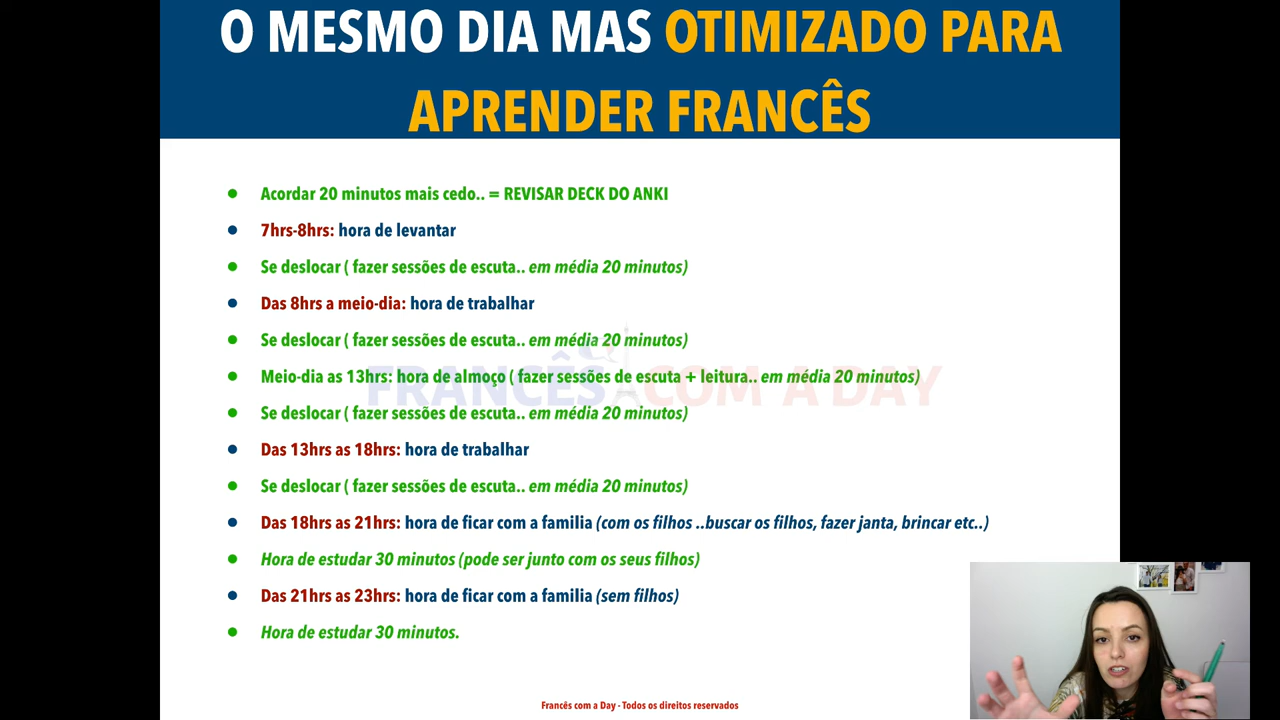 O MESMO DIA MAS OTIMIZADO PARA
APRENDER FRANCÊS
Acordar 20 minutos mais cedo.. = REVISAR DECK DO ANKI
7hrs-8hrs: hora de levantar
Se deslocar ( fazer sessões de escuta.. em média 20 minutos)
Das 8hrs a meio-dia: hora de trabalhar
Se deslocar ( fazer sessões de escuta.. em média 20 minutos)
Meio-dia as 13hrs: hora de almoço ( fazer sessões de escuta + leitura.. em média 20 minutos)
FRANCÊS COM A DAY
Se deslocar ( fazer sessões de escuta.. em média 20 minutos)
Das 13hrs as 18hrs: hora de trabalhar
Se deslocar ( fazer sessões de escuta.. em média 20 minutos)
Das 18hrs as 21hrs: hora de ficar com a familia (com os filhos ..buscar os filhos, fazer janta, brincar etc..)
Hora de estudar 30 minutos (pode ser junto com os seus filhos)
Das 21hrs as 23hrs: hora de ficar com a familia (sem filhos)
Hora de estudar 30 minutos.
Francês com a Day - Todos os direitos reservados